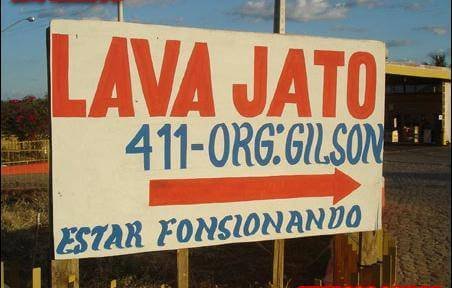 LAVA JATO
411-ORG:GILSON
ESTAR FONSIONANDO